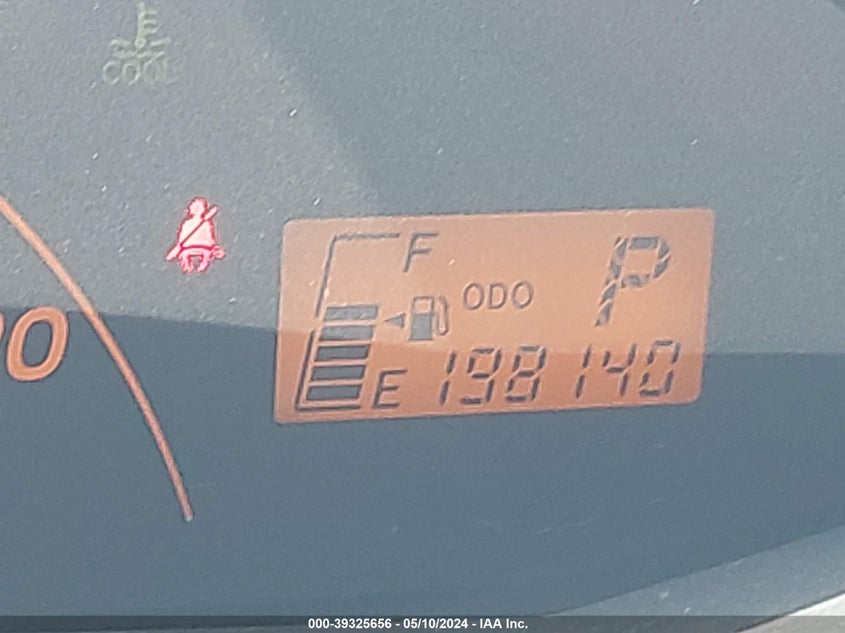 COOL
F
P
ODO
E 198140
000-39325656 - 05/10/2024 - IAA Inc.